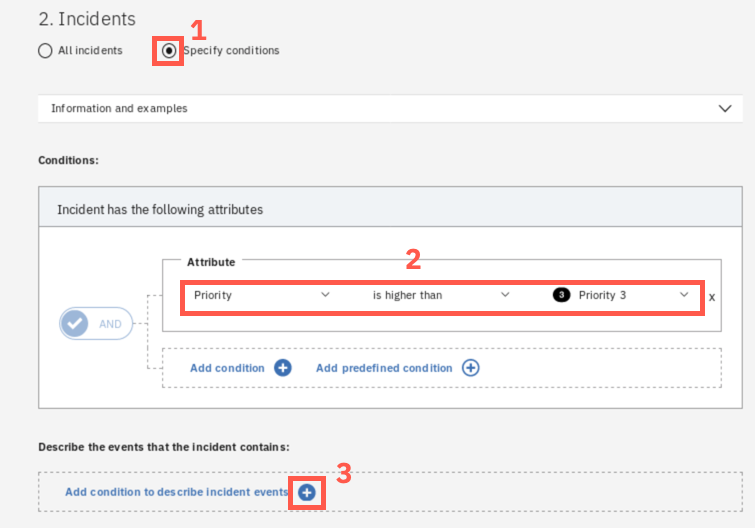 2. Incidents
1
All incidents
Specify conditions
Information and examples
Conditions:
Incident has the following attributes
Attribute
2
Priority
is higher than
3
Priority 3
x
AND
Add condition
Add predefined condition
Describe the events that the incident contains:
3
Add condition to describe incident events